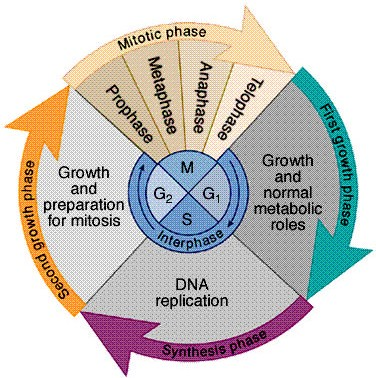 Mitotic phase
Prophase
Metaphase
Anaphase
Telophase
First growth phase
Growth
and
normal
metabolic
roles
Synthesis phase
DNA
replication
Second growth phase
Growth
and
preparation
for mitosis
M
G2
G1
S
Interphase